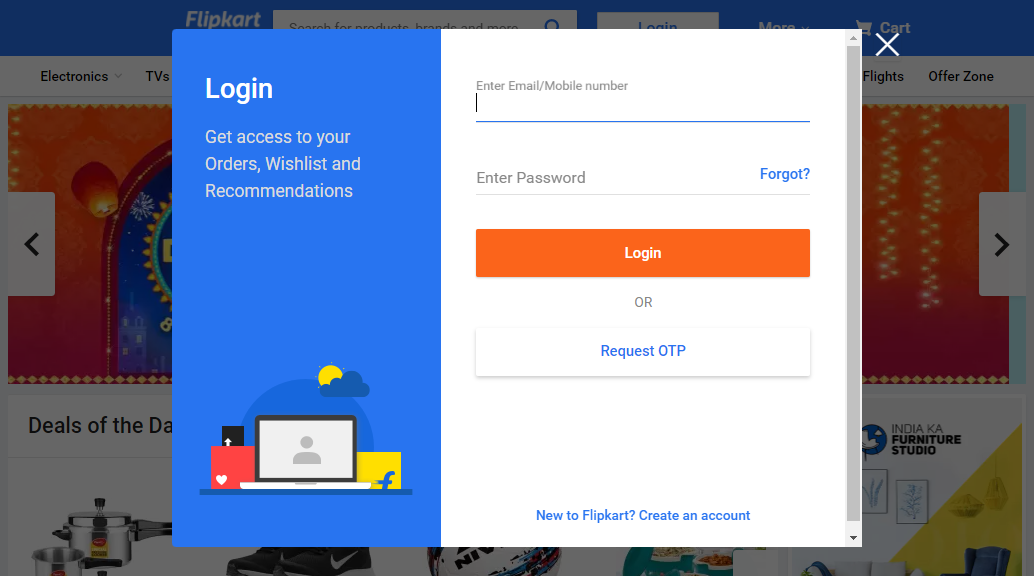 Flipkart
Search for products, brands and more
Login
More
Cart
Electronics
TVs
Flights
Offer Zone
Login
Get access to your
Orders, Wishlist and
Recommendations
Enter Email/Mobile number
Enter Password
Forgot?
Login
OR
Request OTP
New to Flipkart? Create an account
Deals of the Da
INDIA KA
FURNITURE
STUDIO